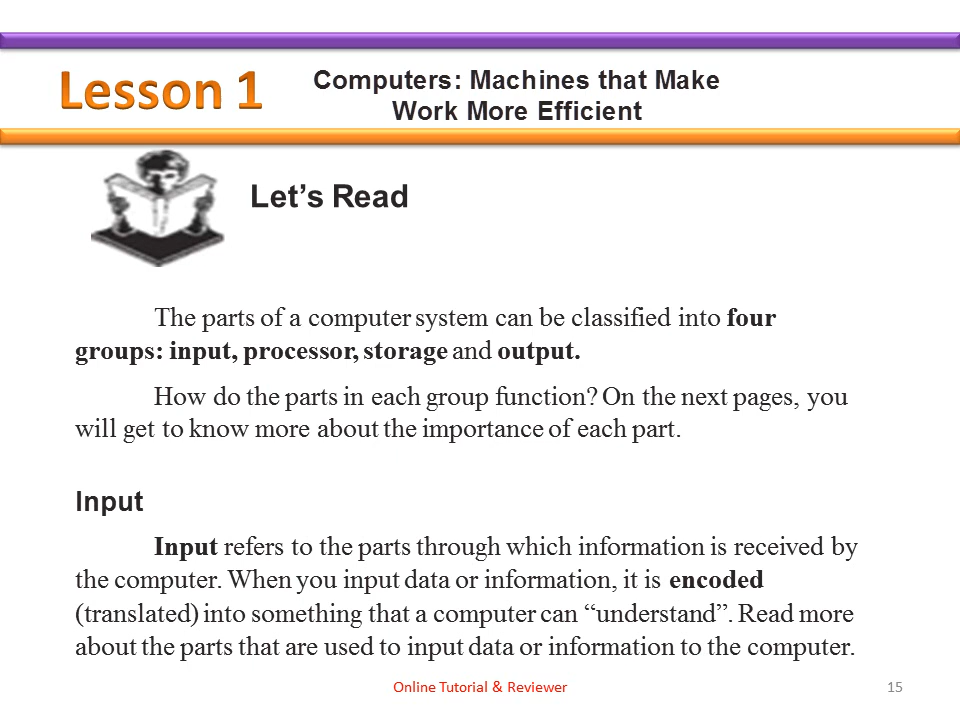 Lesson 1
Computers: Machines that Make
Work More Efficient
Let’s Read
The parts of a computer system can be classified into four
groups: input, processor, storage and output.
How do the parts in each group function? On the next pages, you
will get to know more about the importance of each part.
Input
Input refers to the parts through which information is received by
the computer. When you input data or information, it is encoded
(translated) into something that a computer can “understand”. Read more
about the parts that are used to input data or information to the computer.
Online Tutorial & Reviewer
15